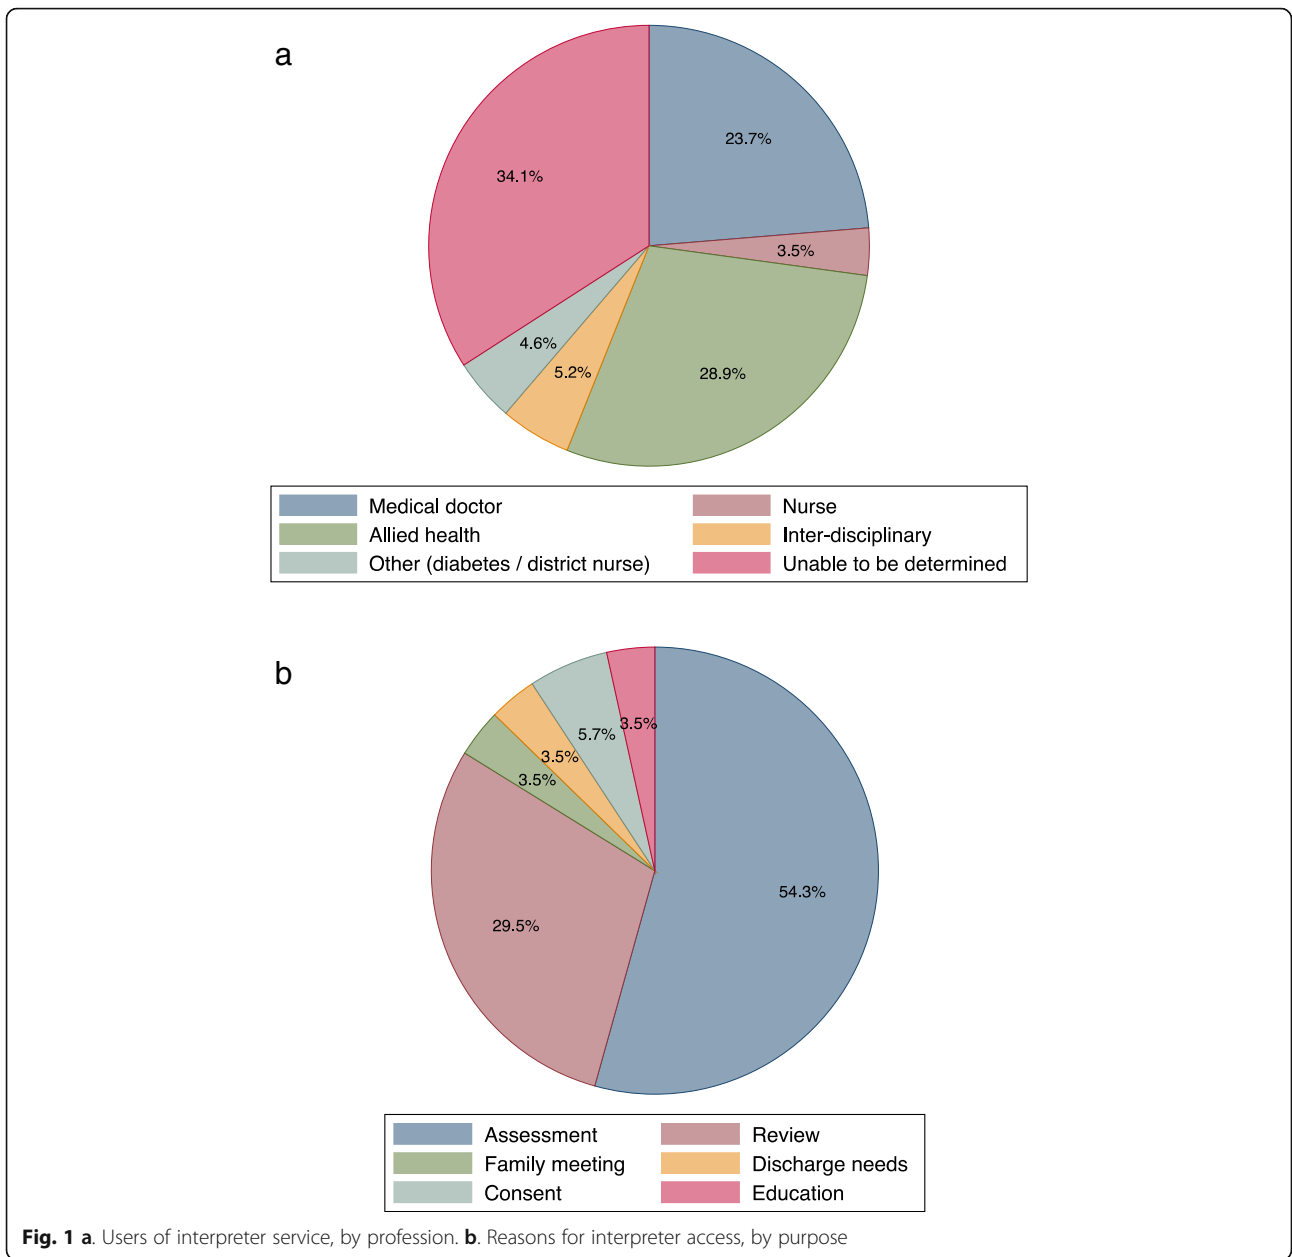 a
23.7%
34.1%
3.5%
4.6%
5.2%
28.9%
Medical doctor Nurse
Allied health Inter-disciplinary
Other (diabetes / district nurse) Unable to be determined
b
3.5%
5.7%
3.5%
3.5%
54.3%
29.5%
Assessment Review
Family meeting Discharge needs
Consent Education
Fig. 1 a. Users of interpreter service, by profession. b. Reasons for interpreter access, by purpose